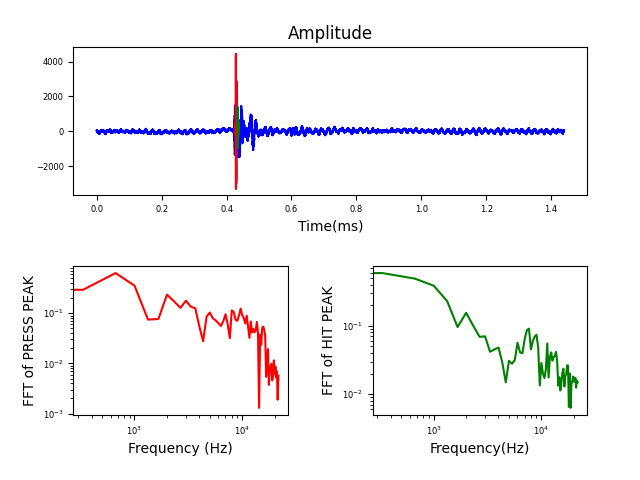 Amplitude
4000
2000
0
−2000
0.0 0.2 0.4 0.6 0.8 1.0 1.2 1.4
Time(ms)
FFT of PRESS PEAK
10⁻¹
10⁻²
10⁻³
10³ 10⁴
Frequency (Hz)
FFT of HIT PEAK
10⁻¹
10⁻²
10³ 10⁴
Frequency(Hz)